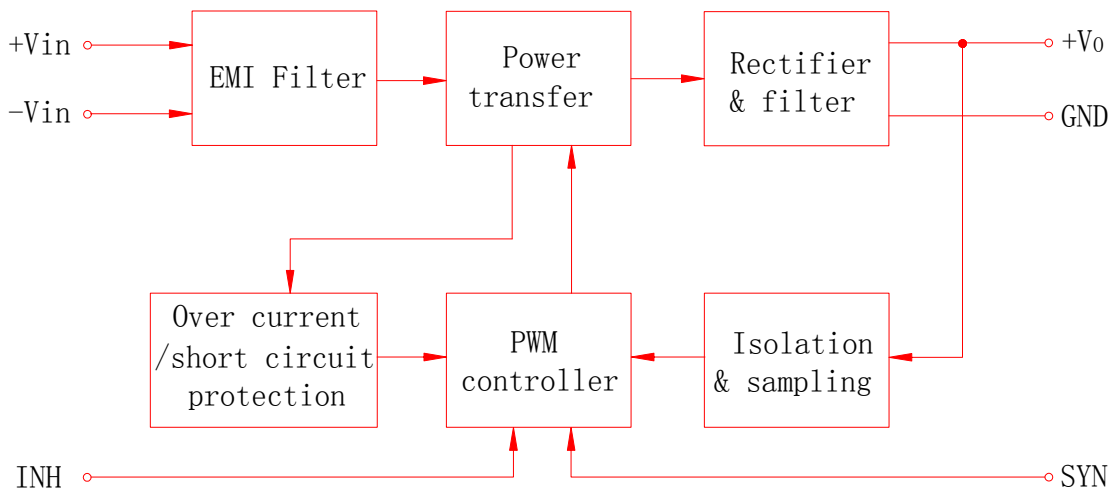 +Vin
-Vin
EMI Filter
Power
transfer
Rectifier
& filter
+V0
GND
Over current
/short circuit
protection
PWM
controller
Isolation
& sampling
INH
SYN